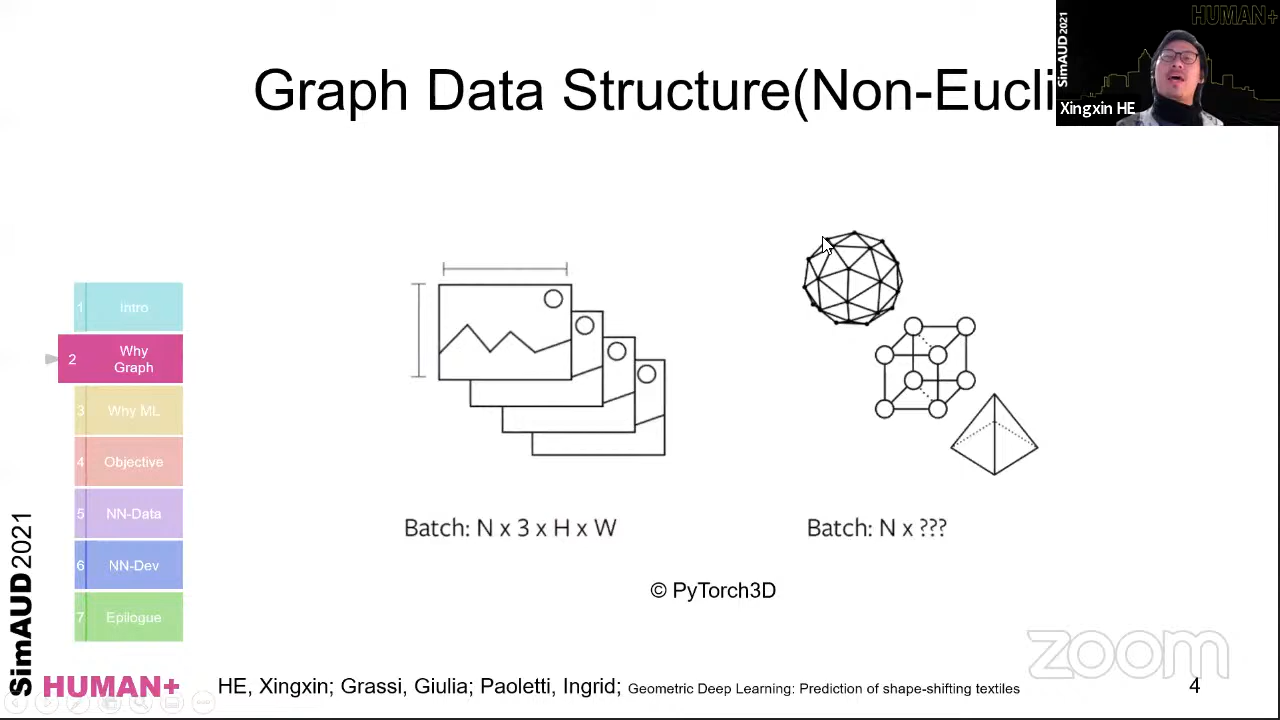 Graph Data Structure(Non-Eucli
HUMAN+
SimAUD 2021
Xingxin HE
1 Intro
2 Why
Graph
3 Why ML
4 Objective
5 NN-Data
6 NN-Dev
7 Epilogue
Batch: N x 3 x H x W
Batch: N x ???
© PyTorch3D
zoom
SimAUD2021
HUMAN+
HE, Xingxin; Grassi, Giulia; Paoletti, Ingrid; Geometric Deep Learning: Prediction of shape-shifting textiles
4